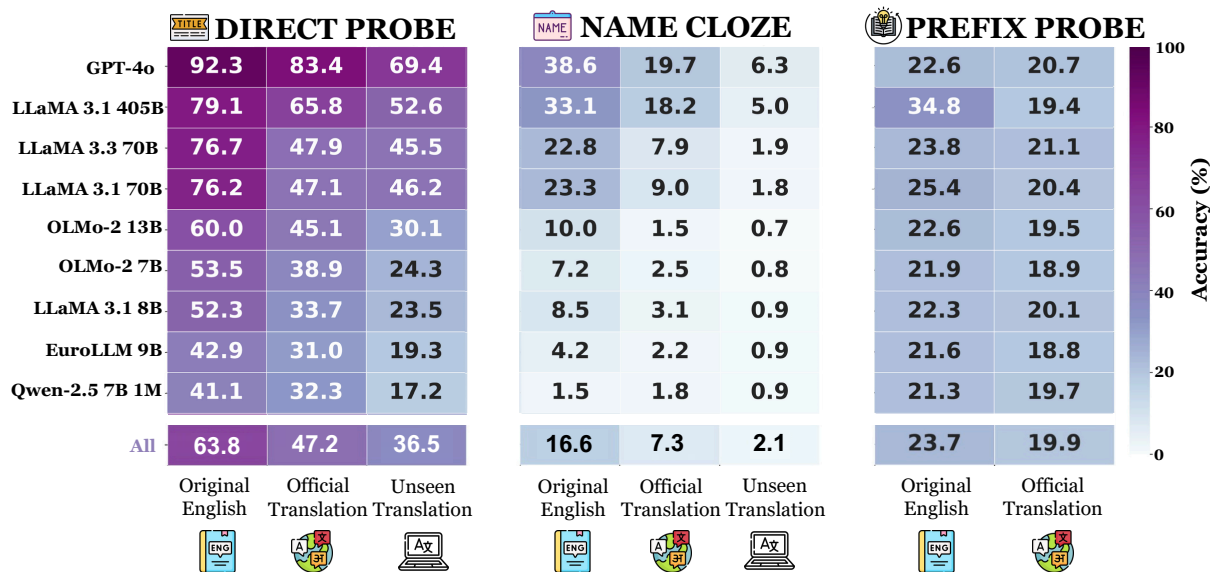 TITLE DIRECT PROBE NAME NAME CLOZE PREFIX PROBE
GPT-4o 92.3 83.4 69.4 38.6 19.7 6.3 22.6 20.7 100
LLaMA 3.1 405B 79.1 65.8 52.6 33.1 18.2 5.0 34.8 19.4 80
LLaMA 3.3 70B 76.7 47.9 45.5 22.8 7.9 1.9 23.8 21.1
LLaMA 3.1 70B 76.2 47.1 46.2 23.3 9.0 1.8 25.4 20.4
OLMo-2 13B 60.0 45.1 30.1 10.0 1.5 0.7 22.6 19.5 60
OLMo-2 7B 53.5 38.9 24.3 7.2 2.5 0.8 21.9 18.9
LLaMA 3.1 8B 52.3 33.7 23.5 8.5 3.1 0.9 22.3 20.1 40
EuroLLM 9B 42.9 31.0 19.3 4.2 2.2 0.9 21.6 18.8
Qwen-2.5 7B 1M 41.1 32.3 17.2 1.5 1.8 0.9 21.3 19.7 20
All 63.8 47.2 36.5 16.6 7.3 2.1 23.7 19.9 0
Accuracy (%)
Original Official Unseen Original Official Unseen Original Official
English Translation Translation English Translation Translation English Translation
ENG A 文 अ A文 ENG A 文 अ A文 ENG A 文 अ